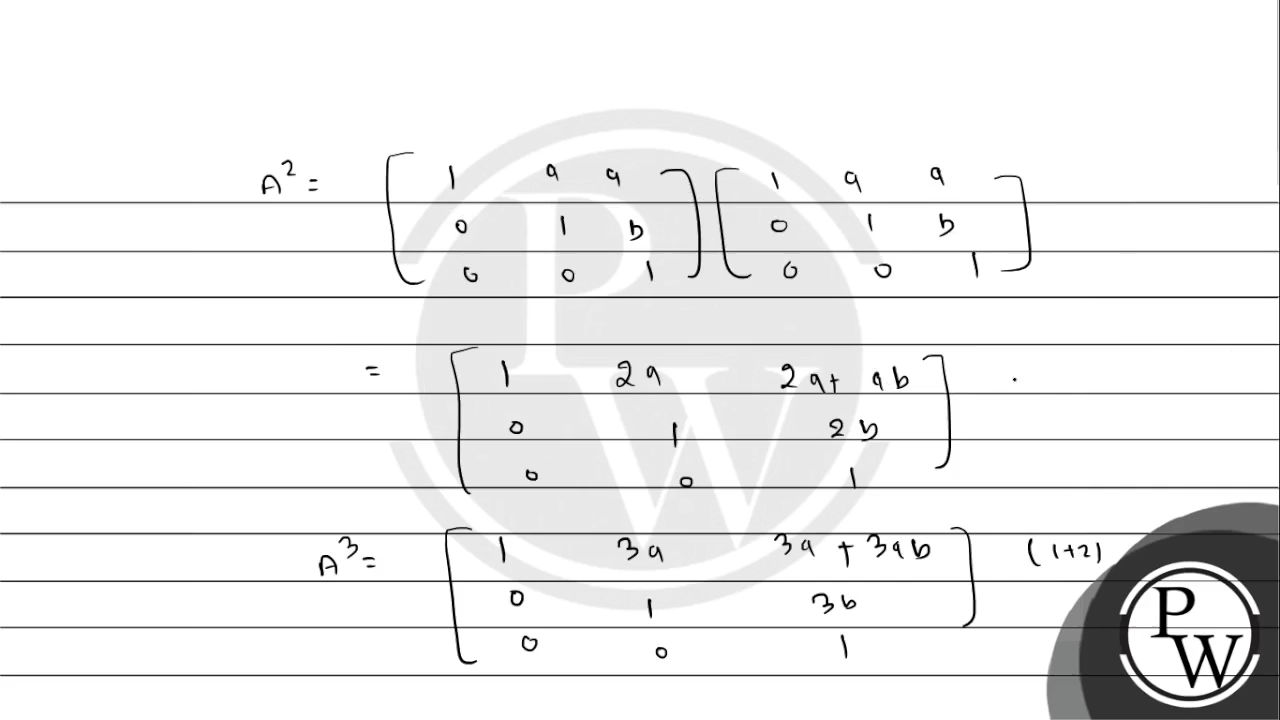 A² = [ 1 a a ] [ 1 a a ]
[ 0 1 b ] [ 0 1 b ]
[ 0 0 1 ] [ 0 0 1 ]
= [ 1 2a 2a+ ab ] .
[ 0 1 2b ]
[ 0 0 1 ]
A³ = [ 1 3a 3a + 3ab ] (1+2)
[ 0 1 3b ]
[ 0 0 1 ]
P
W
P
W